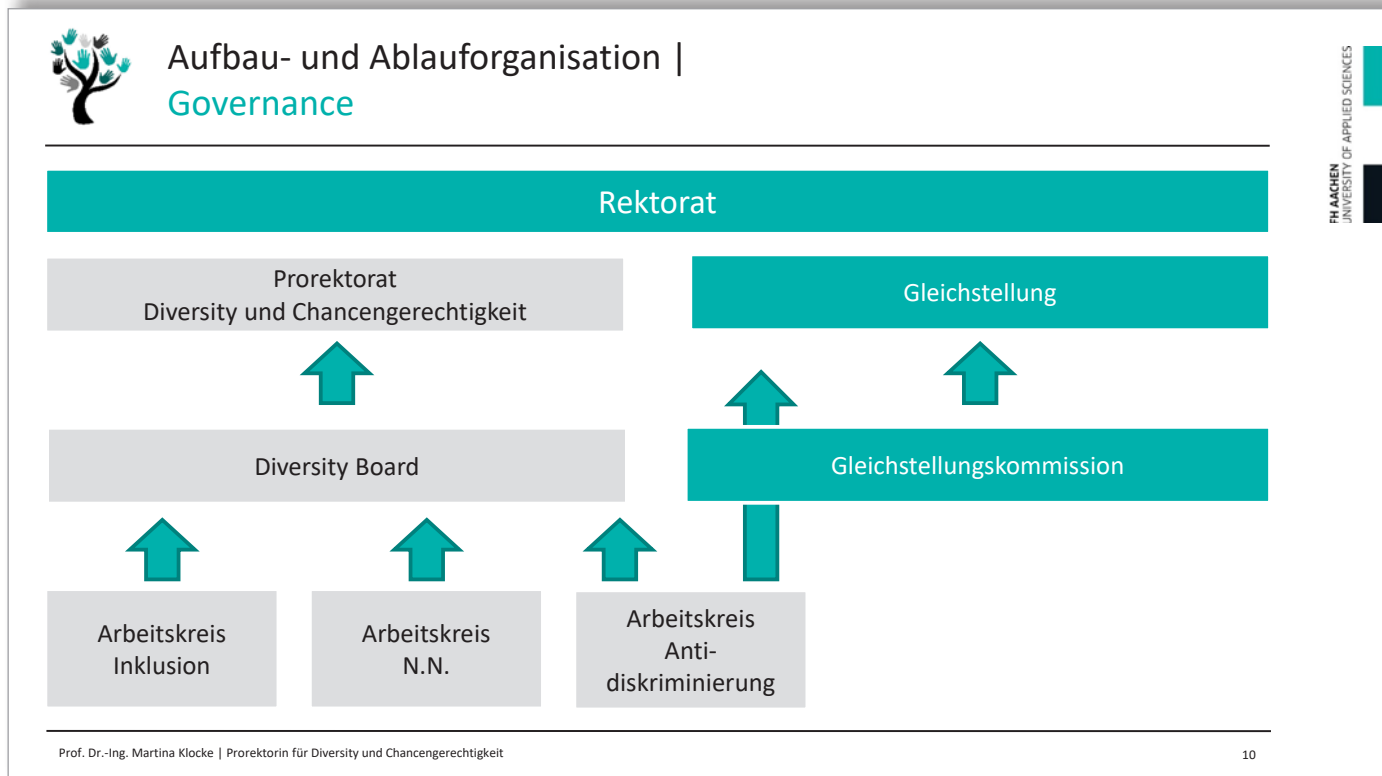 Aufbau- und Ablauforganisation |
Governance
FH AACHEN
UNIVERSITY OF APPLIED SCIENCES
Rektorat
Prorektorat
Diversity und Chancengerechtigkeit
Gleichstellung
Diversity Board
Gleichstellungskommission
Arbeitskreis
Inklusion
Arbeitskreis
N.N.
Arbeitskreis
Anti-
diskriminierung
Prof. Dr.-Ing. Martina Klocke | Prorektorin für Diversity und Chancengerechtigkeit
10